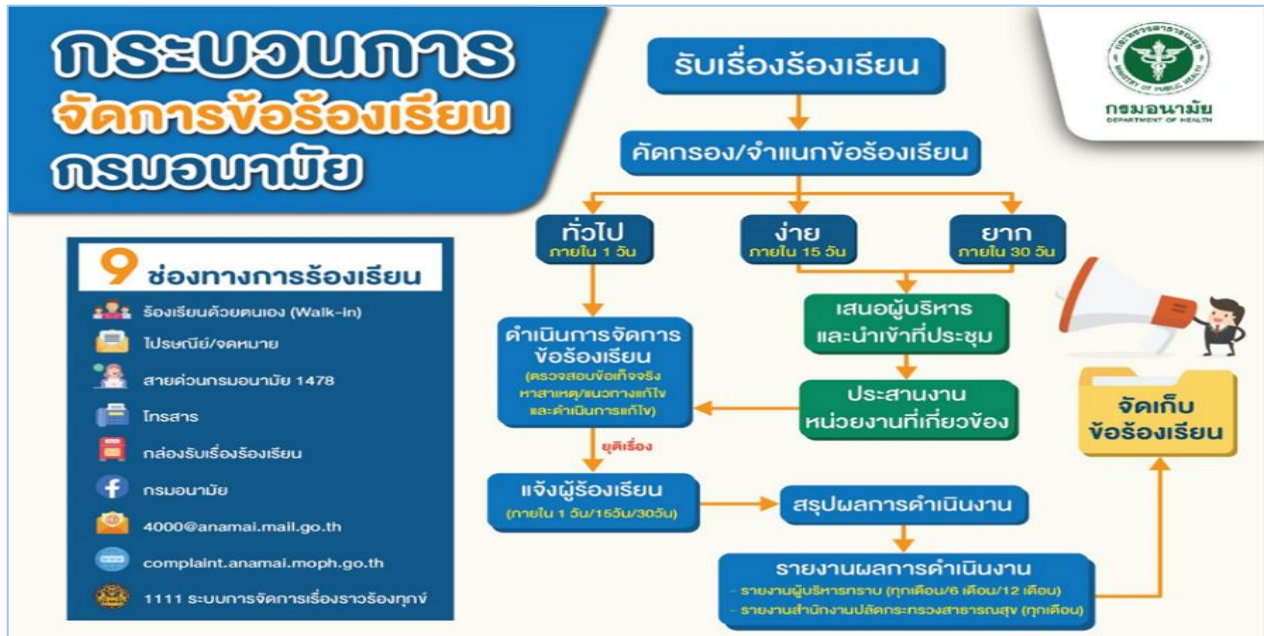 กระบวนการ
จัดการข้อร้องเรียน
กรมอนามัย
กระทรวงสาธารณสุข
MINISTRY OF PUBLIC HEALTH
กรมอนามัย
DEPARTMENT OF HEALTH
9 ช่องทางการร้องเรียน
ร้องเรียนด้วยตนเอง (Walk-in)
ไปรษณีย์/จดหมาย
สายด่วนกรมอนามัย 1478
โทรสาร
กล่องรับเรื่องร้องเรียน
กรมอนามัย
4000@anamai.mail.go.th
complaint.anamai.moph.go.th
1111 ระบบการจัดการเรื่องราวร้องทุกข์
รับเรื่องร้องเรียน
คัดกรอง/จำแนกข้อร้องเรียน
ทั่วไป
ภายใน 1 วัน
ง่าย
ภายใน 15 วัน
ยาก
ภายใน 30 วัน
เสนอผู้บริหาร
และนำเข้าที่ประชุม
ประสานงาน
หน่วยงานที่เกี่ยวข้อง
ดำเนินการจัดการ
ข้อร้องเรียน
(ตรวจสอบข้อเท็จจริง
หาสาเหตุ/แนวทางแก้ไข
และดำเนินการแก้ไข)
ยุติเรื่อง
แจ้งผู้ร้องเรียน
(ภายใน 1 วัน/15วัน/30วัน)
สรุปผลการดำเนินงาน
รายงานผลการดำเนินงาน
- รายงานผู้บริหารทราบ (ทุกเดือน/6 เดือน/12 เดือน)
- รายงานสำนักงานปลัดกระทรวงสาธารณสุข (ทุกเดือน)
จัดเก็บ
ข้อร้องเรียน